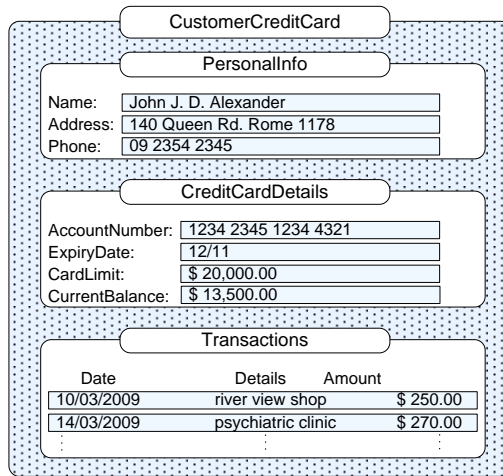 CustomerCreditCard
PersonalInfo
Name: John J. D. Alexander
Address: 140 Queen Rd. Rome 1178
Phone: 09 2354 2345
CreditCardDetails
AccountNumber: 1234 2345 1234 4321
ExpiryDate: 12/11
CardLimit: $ 20,000.00
CurrentBalance: $ 13,500.00
Transactions
Date Details Amount
10/03/2009 river view shop $ 250.00
14/03/2009 psychiatric clinic $ 270.00